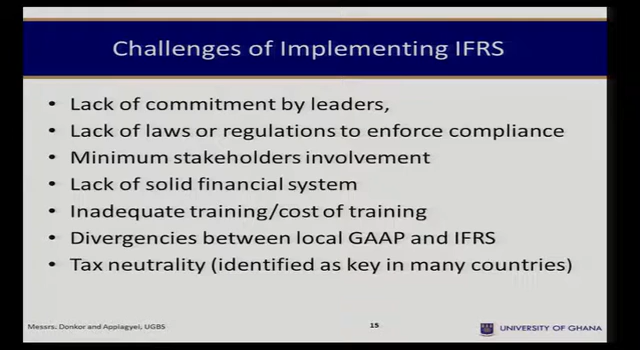 Challenges of Implementing IFRS
• Lack of commitment by leaders,
• Lack of laws or regulations to enforce compliance
• Minimum stakeholders involvement
• Lack of solid financial system
• Inadequate training/cost of training
• Divergencies between local GAAP and IFRS
• Tax neutrality (identified as key in many countries)
Messrs. Donkor and Appiagyei, UGBS
15
UNIVERSITY OF GHANA